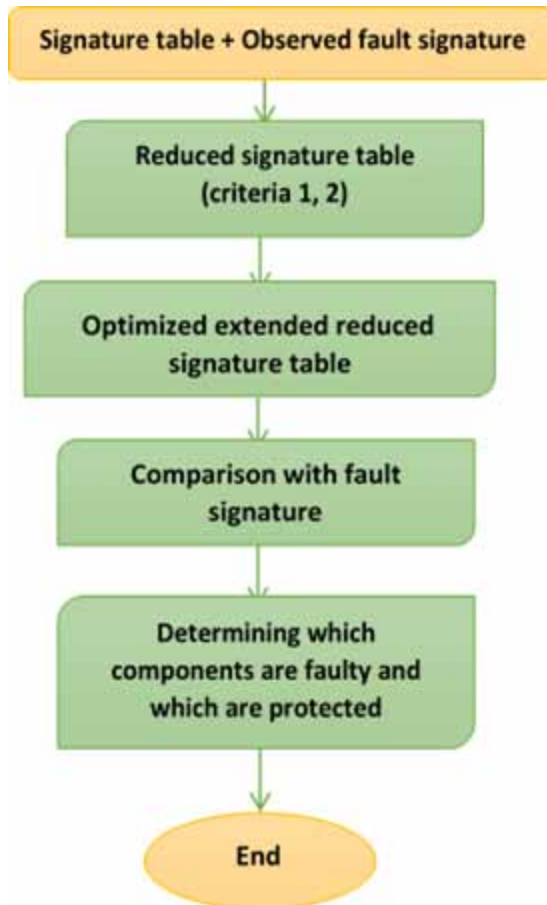 Signature table + Observed fault signature
Reduced signature table
(criteria 1, 2)
Optimized extended reduced
signature table
Comparison with fault
signature
Determining which
components are faulty and
which are protected
End